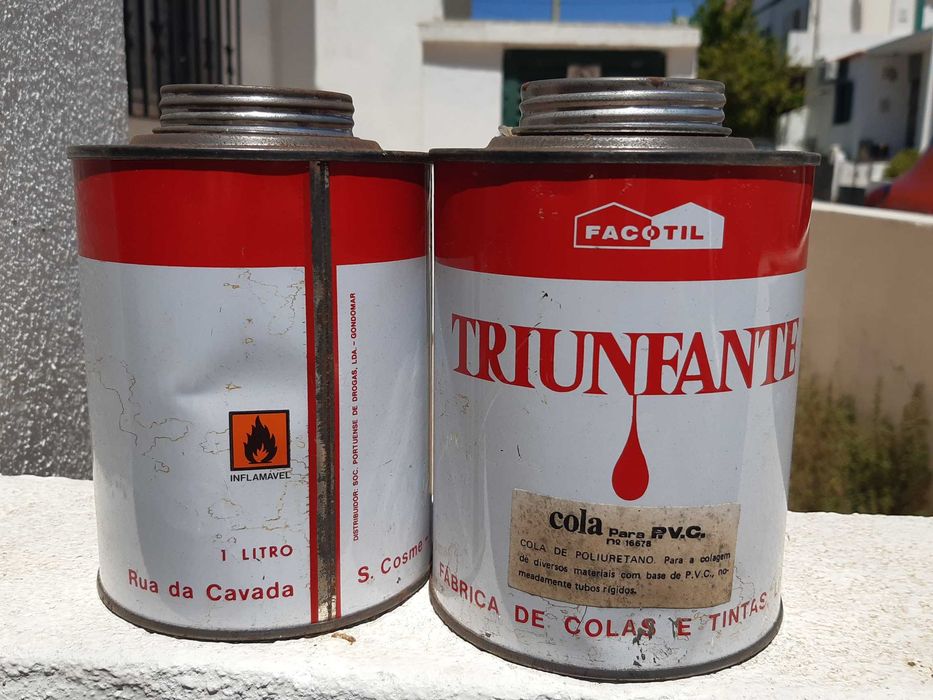 INFLAMÁVEL
1 LITRO
Rua da Cavada
DISTRIBUIDOR: SOC. PORTUENSE DE DROGAS, LDA. - GONDOMAR
S. Cosme -
FACOTIL
TRIUNFANTE
cola Para P.V.C.
nº 16678
COLA DE POLIURETANO. Para a colagem
de diversos materiais com base de P.V.C., no-
meadamente tubos rígidos.
FÁBRICA DE COLAS E TINTAS